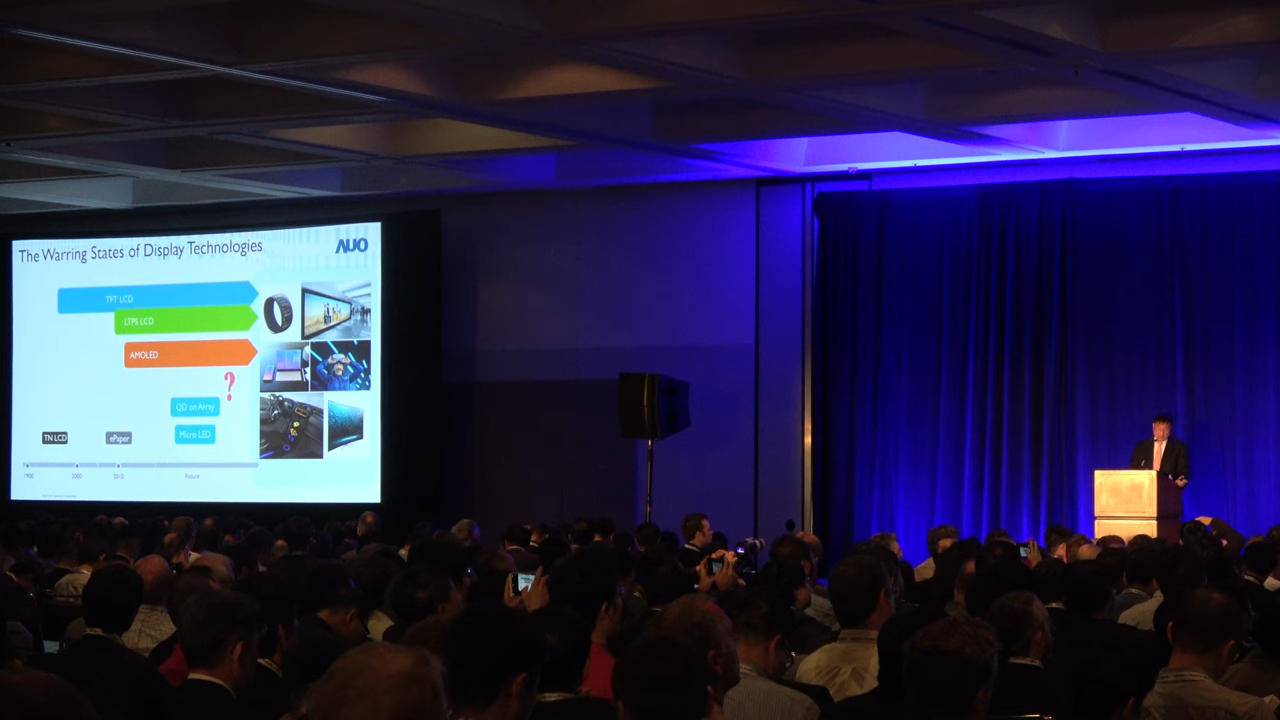 The Warring States of Display Technologies
AUO
TFT LCD
LTPS LCD
AMOLED
?
QD on Array
Micro LED
TN LCD
ePaper
2000
2010
Future